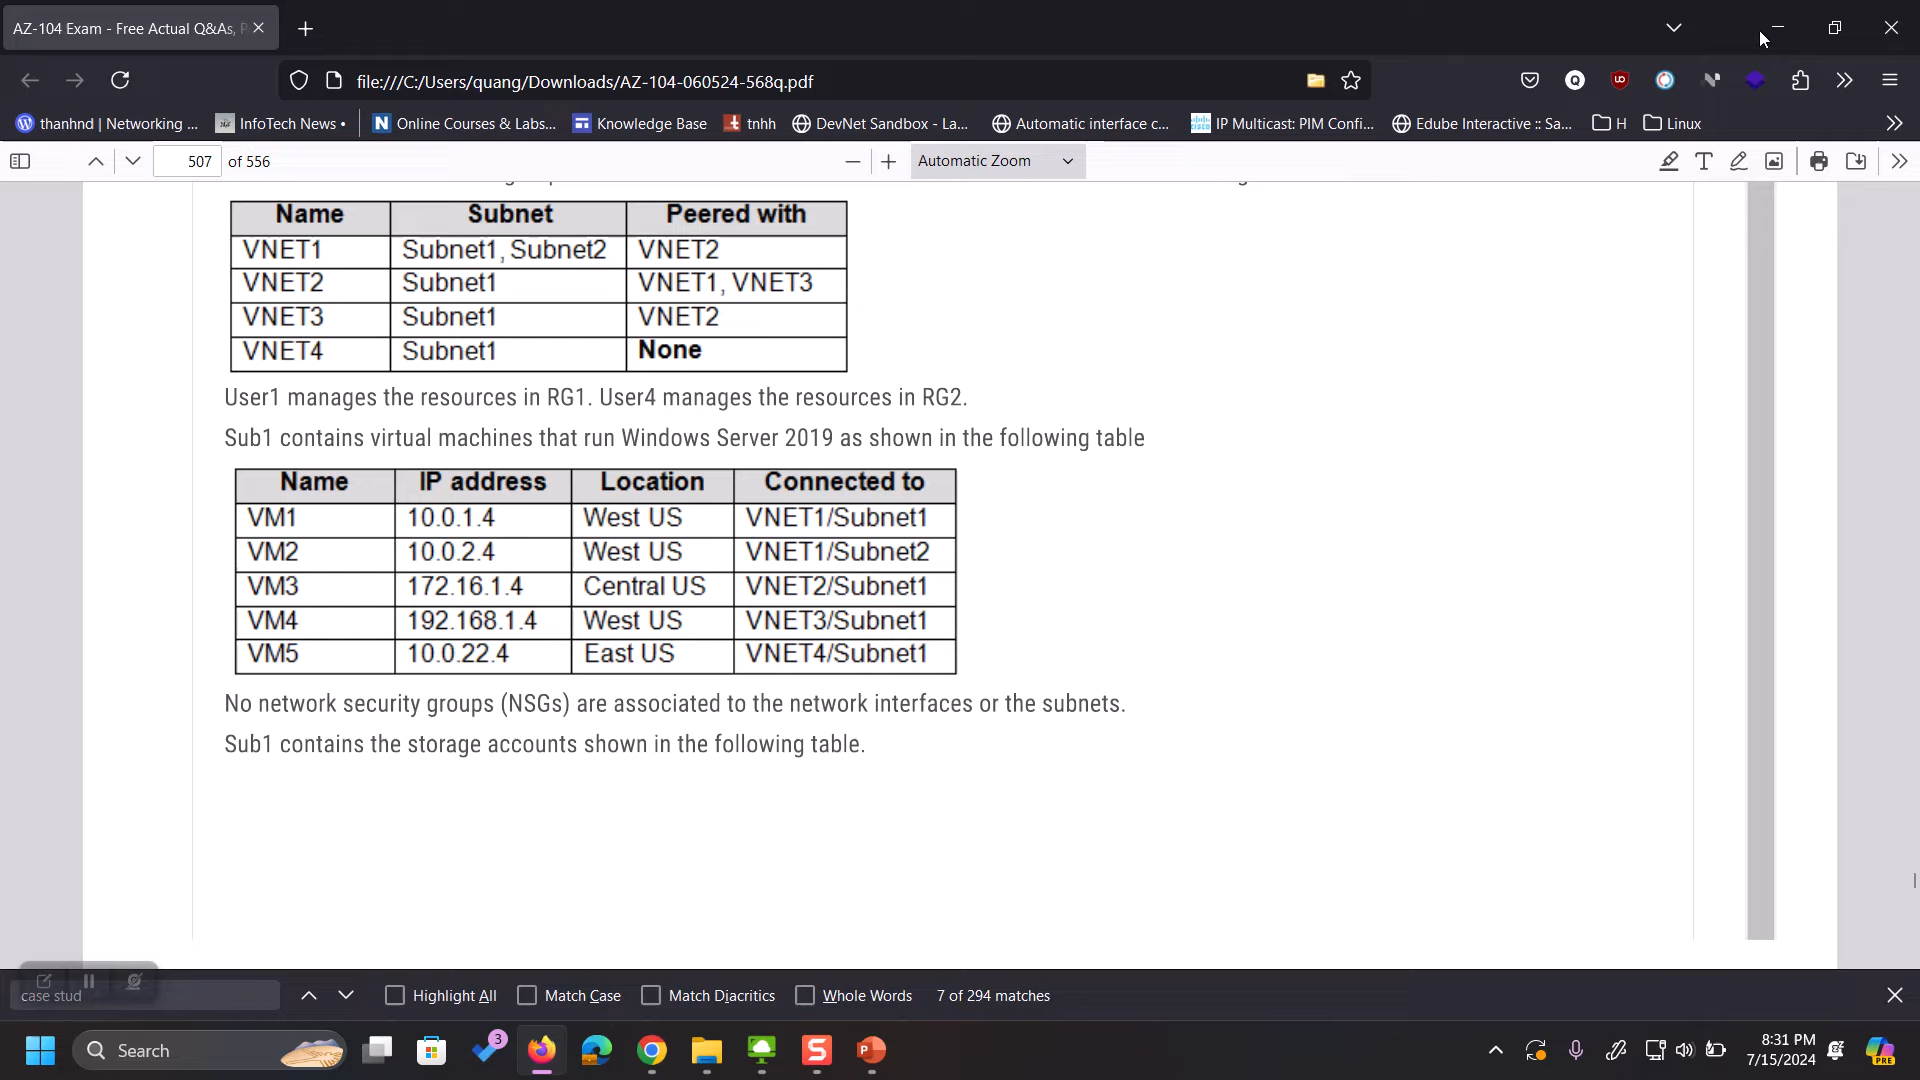 AZ-104 Exam - Free Actual Q&As, P
file:///C:/Users/quang/Downloads/AZ-104-060524-568q.pdf
thanhnd | Networking ... InfoTech News • Online Courses & Labs... Knowledge Base tnhh DevNet Sandbox - La... Automatic interface c... IP Multicast: PIM Confi... Edube Interactive :: Sa... H Linux
507 of 556 Automatic Zoom
Name Subnet Peered with
VNET1 Subnet1, Subnet2 VNET2
VNET2 Subnet1 VNET1, VNET3
VNET3 Subnet1 VNET2
VNET4 Subnet1 None
User1 manages the resources in RG1. User4 manages the resources in RG2.
Sub1 contains virtual machines that run Windows Server 2019 as shown in the following table
Name IP address Location Connected to
VM1 10.0.1.4 West US VNET1/Subnet1
VM2 10.0.2.4 West US VNET1/Subnet2
VM3 172.16.1.4 Central US VNET2/Subnet1
VM4 192.168.1.4 West US VNET3/Subnet1
VM5 10.0.22.4 East US VNET4/Subnet1
No network security groups (NSGs) are associated to the network interfaces or the subnets.
Sub1 contains the storage accounts shown in the following table.
case stud Highlight All Match Case Match Diacritics Whole Words 7 of 294 matches
Search 3 8:31 PM
7/15/2024